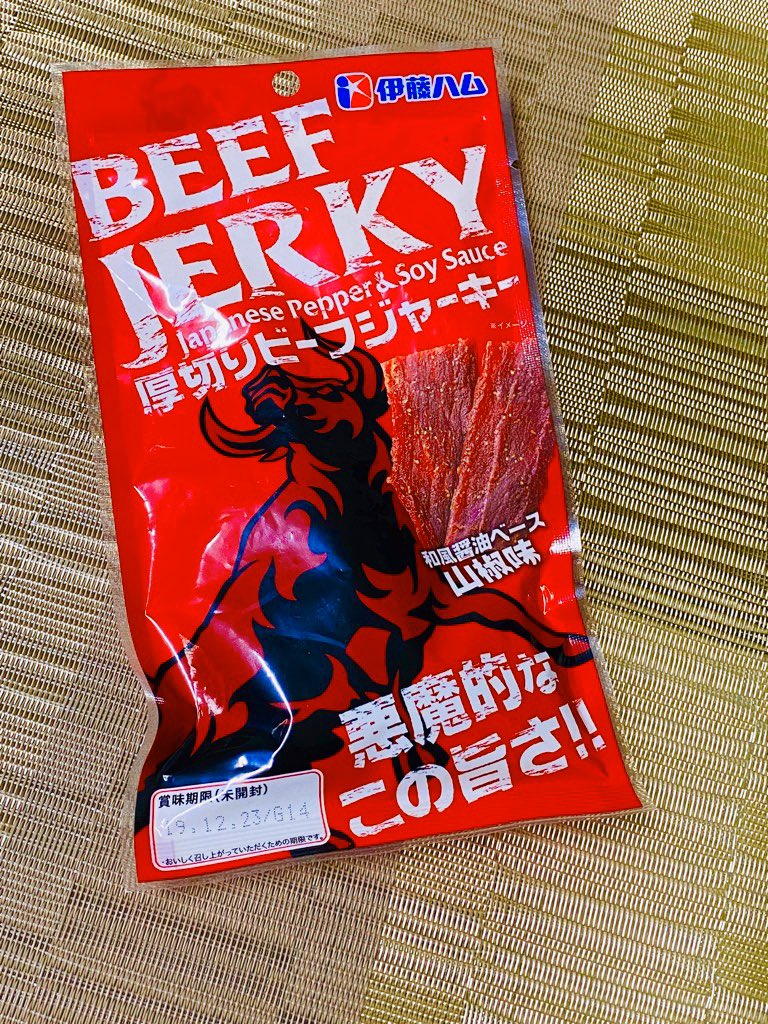 伊藤ハム
BEEF
JERKY
Japanese Pepper & Soy Sauce
厚切りビーフジャーキー
※イメージ
和風醤油ベース
山椒味
悪魔的な
この旨さ!!
賞味期限(未開封)
19.12.23/G14
・おいしく召し上がっていただくための期限です。